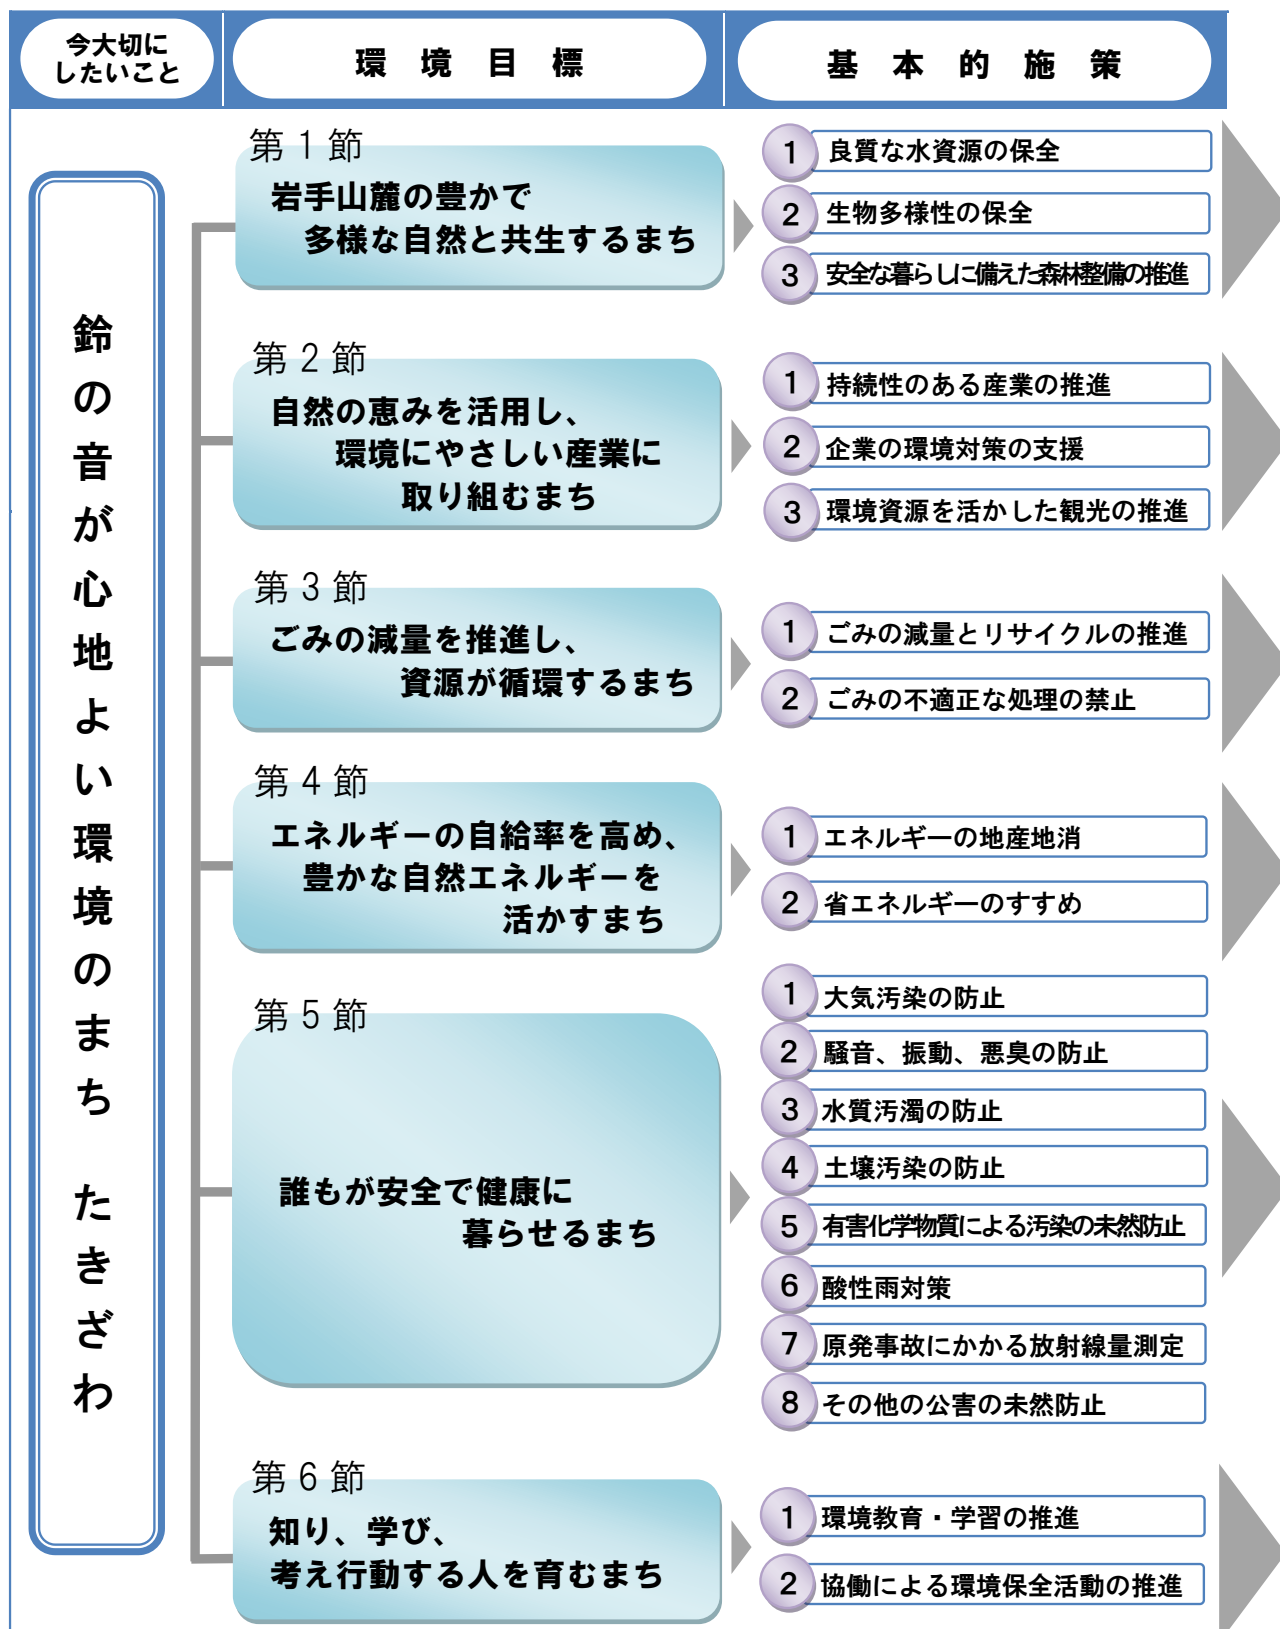 今大切に
したいこと
環境目標
基本的施策
鈴の音が心地よい環境のまち たきざわ
第1節
岩手山麓の豊かで
多様な自然と共生するまち
1 良質な水資源の保全
2 生物多様性の保全
3 安全な暮らしに備えた森林整備の推進
第2節
自然の恵みを活用し、
環境にやさしい産業に
取り組むまち
1 持続性のある産業の推進
2 企業の環境対策の支援
3 環境資源を活かした観光の推進
第3節
ごみの減量を推進し、
資源が循環するまち
1 ごみの減量とリサイクルの推進
2 ごみの不適正な処理の禁止
第4節
エネルギーの自給率を高め、
豊かな自然エネルギーを
活かすまち
1 エネルギーの地産地消
2 省エネルギーのすすめ
第5節
誰もが安全で健康に
暮らせるまち
1 大気汚染の防止
2 騒音、振動、悪臭の防止
3 水質汚濁の防止
4 土壌汚染の防止
5 有害化学物質による汚染の未然防止
6 酸性雨対策
7 原発事故にかかる放射線量測定
8 その他の公害の未然防止
第6節
知り、学び、
考え行動する人を育むまち
1 環境教育・学習の推進
2 協働による環境保全活動の推進